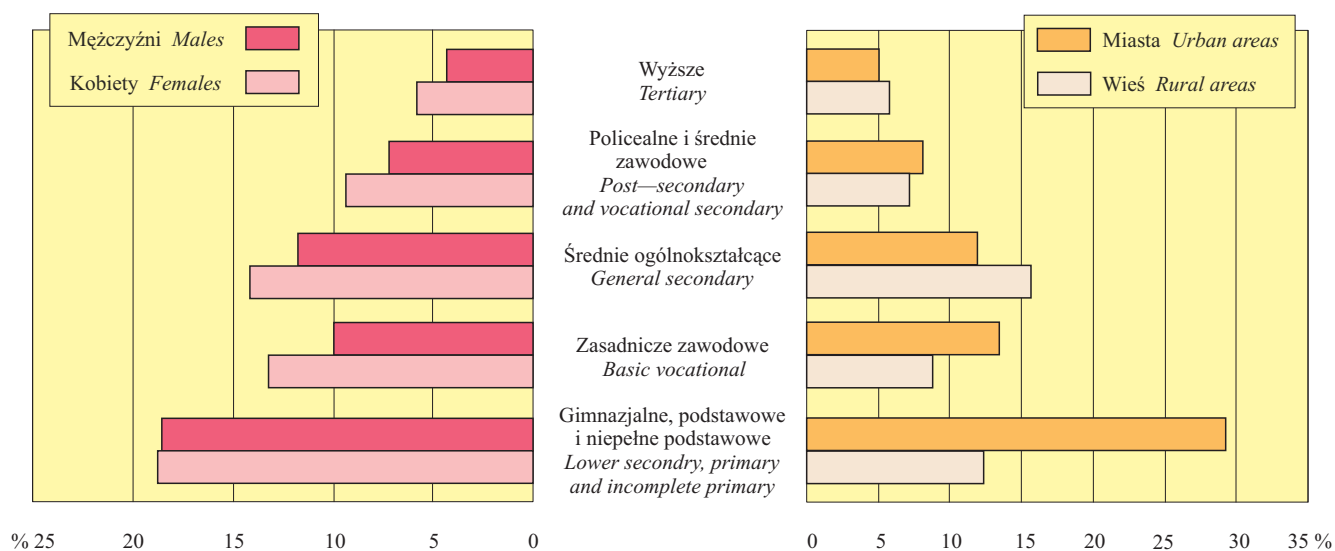 Mężczyźni Males
Kobiety Females
Miasta Urban areas
Wieś Rural areas
Wyższe
Tertiary
Policealne i średnie
zawodowe
Post—secondary
and vocational secondary
Średnie ogólnokształcące
General secondary
Zasadnicze zawodowe
Basic vocational
Gimnazjalne, podstawowe
i niepełne podstawowe
Lower secondry, primary
and incomplete primary
% 25 20 15 10 5 0
0 5 10 15 20 25 30 35 %